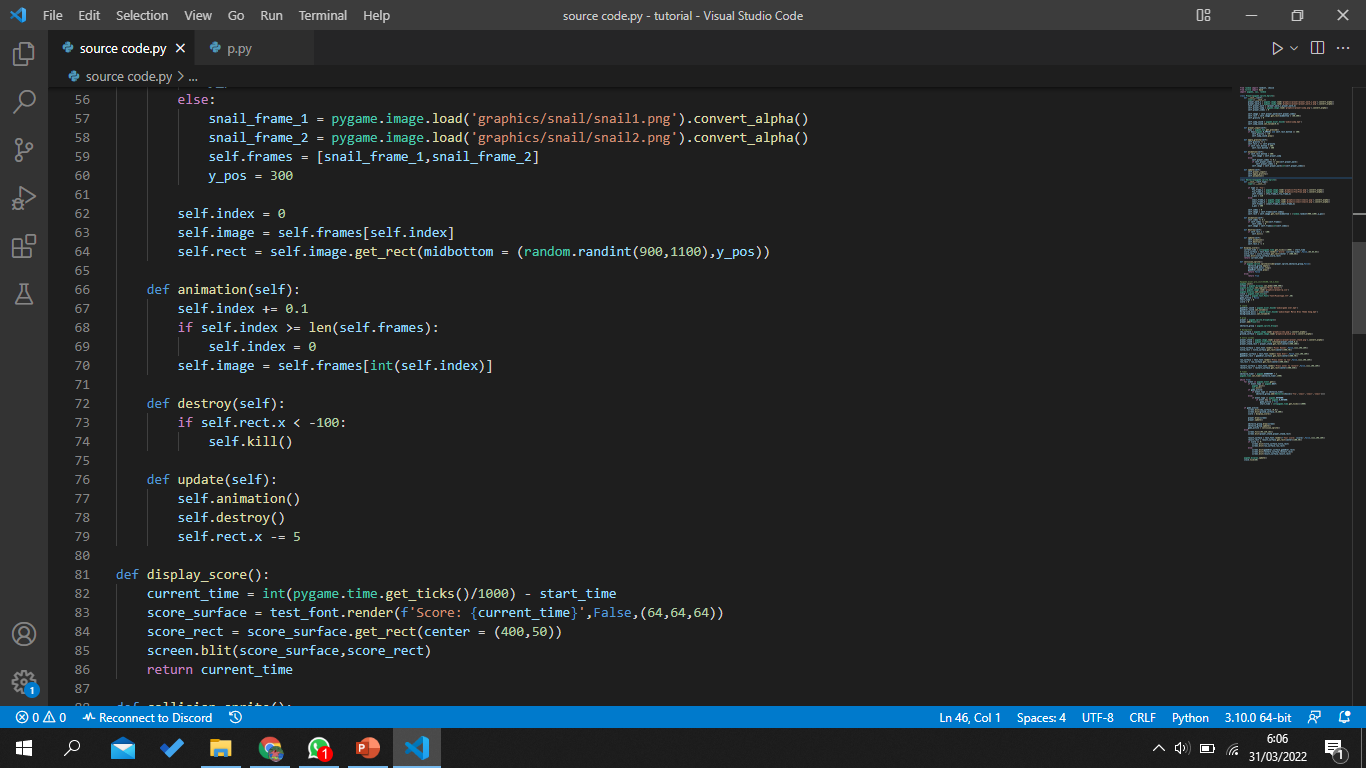 File Edit Selection View Go Run Terminal Help
source code.py - tutorial - Visual Studio Code
source code.py
p.py
source code.py > ...
56 else:
57 snail_frame_1 = pygame.image.load('graphics/snail/snail1.png').convert_alpha()
58 snail_frame_2 = pygame.image.load('graphics/snail/snail2.png').convert_alpha()
59 self.frames = [snail_frame_1,snail_frame_2]
60 y_pos = 300
61
62 self.index = 0
63 self.image = self.frames[self.index]
64 self.rect = self.image.get_rect(midbottom = (random.randint(900,1100),y_pos))
65
66 def animation(self):
67 self.index += 0.1
68 if self.index >= len(self.frames):
69 self.index = 0
70 self.image = self.frames[int(self.index)]
71
72 def destroy(self):
73 if self.rect.x < -100:
74 self.kill()
75
76 def update(self):
77 self.animation()
78 self.destroy()
79 self.rect.x -= 5
80
81 def display_score():
82 current_time = int(pygame.time.get_ticks()/1000) - start_time
83 score_surface = test_font.render(f'Score: {current_time}',False,(64,64,64))
84 score_rect = score_surface.get_rect(center = (400,50))
85 screen.blit(score_surface,score_rect)
86 return current_time
87
1
0 0 Reconnect to Discord
Ln 46, Col 1 Spaces: 4 UTF-8 CRLF Python 3.10.0 64-bit
1
6:06
31/03/2022
1